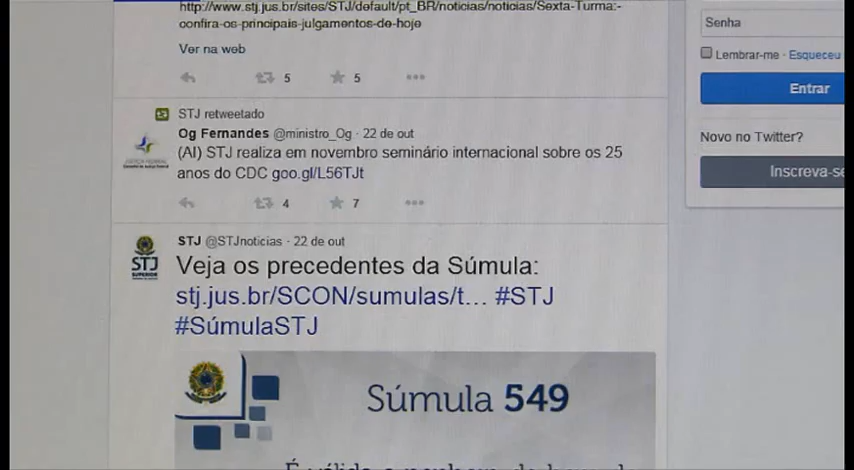 http://www.stj.jus.br/sites/STJ/default/pt_BR/noticias/noticias/Sexta-Turma:-
confira-os-principais-julgamentos-de-hoje
Ver na web
5 5
STJ retweetado
Og Fernandes @ministro_Og · 22 de out
(AI) STJ realiza em novembro seminário internacional sobre os 25
anos do CDC goo.gl/L56TJt
4 7
STJ @STJnoticias · 22 de out
STJ
SUPERIOR
Veja os precedentes da Súmula:
stj.jus.br/SCON/sumulas/t… #STJ
#SúmulaSTJ
Súmula 549
Senha
Lembrar-me · Esqueceu
Entrar
Novo no Twitter?
Inscreva-se